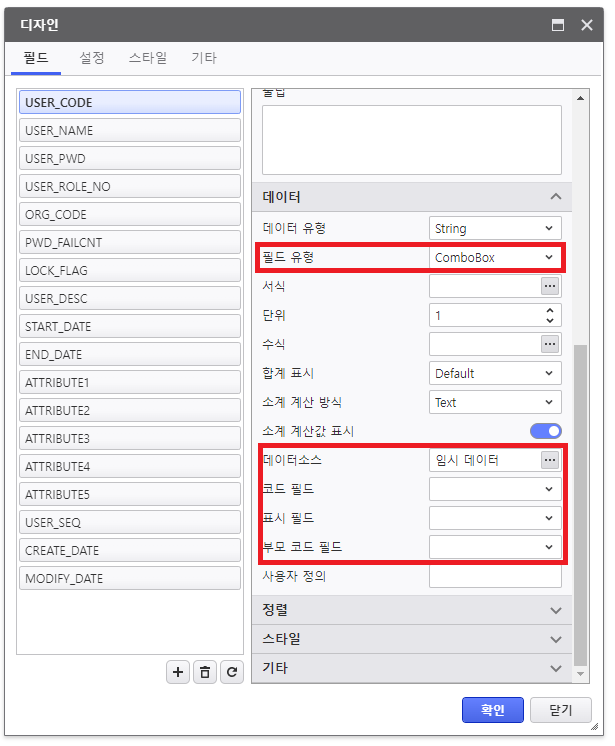 디자인
필드 설정 스타일 기타
USER_CODE
USER_NAME
USER_PWD
USER_ROLE_NO
ORG_CODE
PWD_FAILCNT
LOCK_FLAG
USER_DESC
START_DATE
END_DATE
ATTRIBUTE1
ATTRIBUTE2
ATTRIBUTE3
ATTRIBUTE4
ATTRIBUTE5
USER_SEQ
CREATE_DATE
MODIFY_DATE
데이터
데이터 유형 String
필드 유형 ComboBox
서식
단위 1
수식
합계 표시 Default
소계 계산 방식 Text
소계 계산값 표시
데이터소스 임시 데이터
코드 필드
표시 필드
부모 코드 필드
사용자 정의
정렬
스타일
기타
확인 닫기